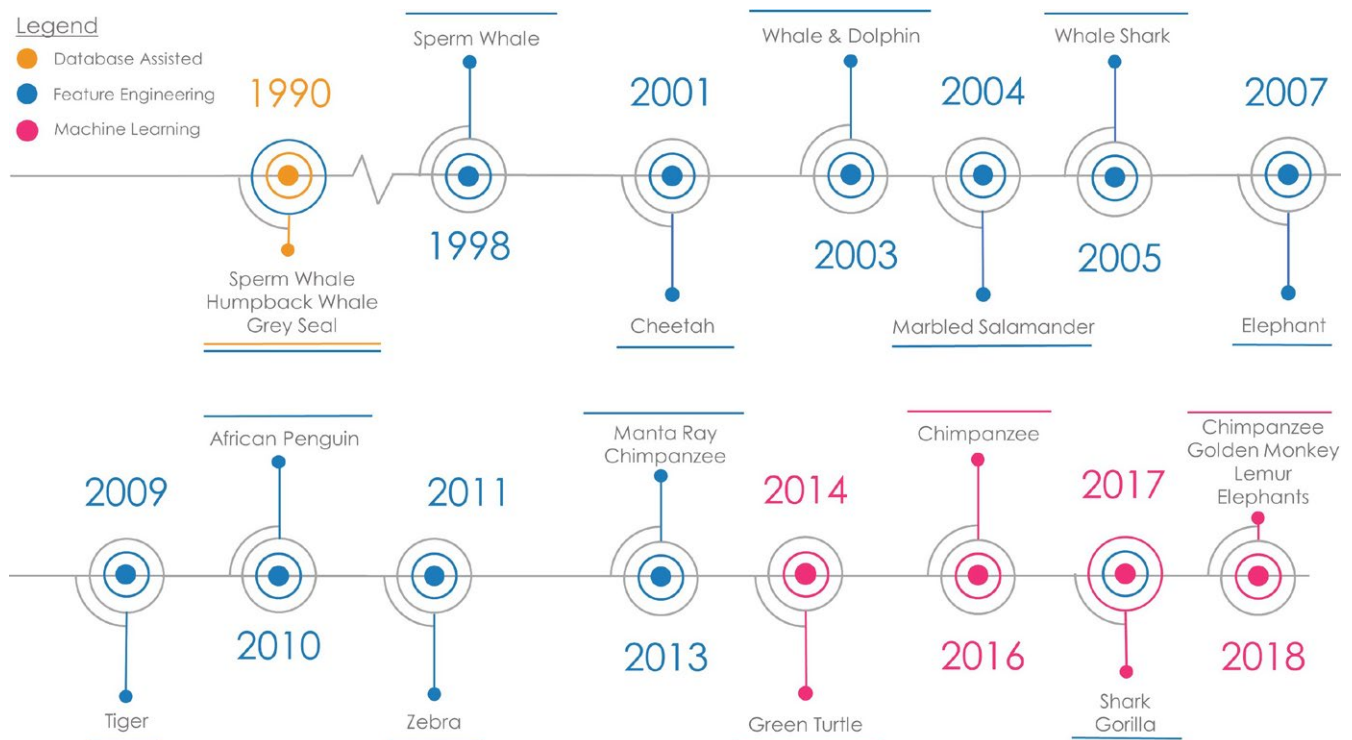 Legend
Database Assisted
Feature Engineering
Machine Learning
1990
Sperm Whale
Humpback Whale
Grey Seal
Sperm Whale
1998
2001
Cheetah
Whale & Dolphin
2003
2004
Marbled Salamander
Whale Shark
2005
2007
Elephant
2009
Tiger
African Penguin
2010
2011
Zebra
Manta Ray
Chimpanzee
2013
2014
Green Turtle
Chimpanzee
2016
2017
Shark
Gorilla
Chimpanzee
Golden Monkey
Lemur
Elephants
2018